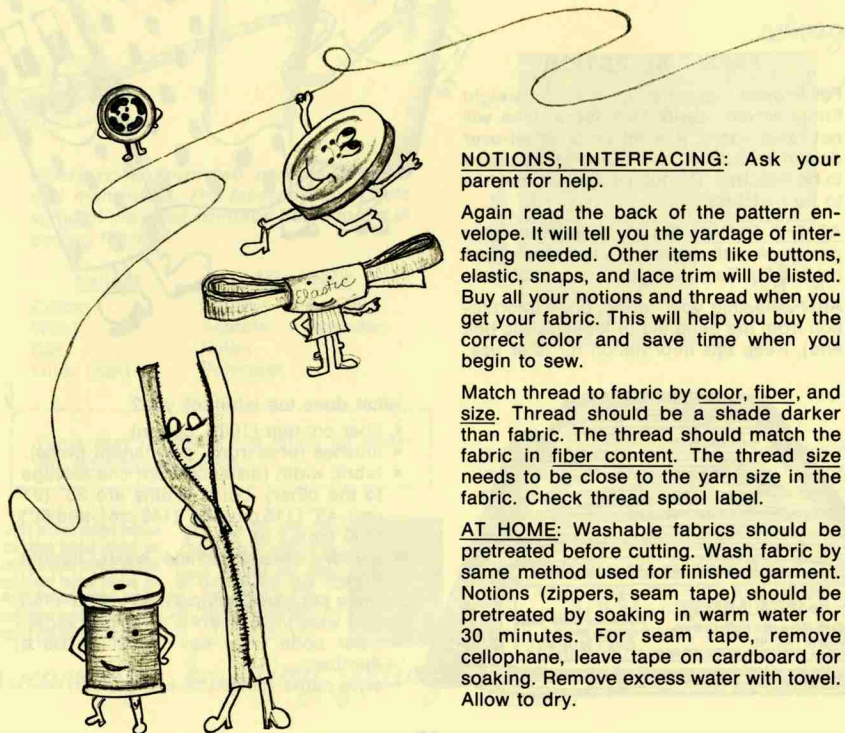 NOTIONS, INTERFACING: Ask your
parent for help.
Again read the back of the pattern en-
velope. It will tell you the yardage of inter-
facing needed. Other items like buttons,
elastic, snaps, and lace trim will be listed.
Buy all your notions and thread when you
get your fabric. This will help you buy the
correct color and save time when you
begin to sew.
Match thread to fabric by color, fiber, and
size. Thread should be a shade darker
than fabric. The thread should match the
fabric in fiber content. The thread size
needs to be close to the yarn size in the
fabric. Check thread spool label.
AT HOME: Washable fabrics should be
pretreated before cutting. Wash fabric by
same method used for finished garment.
Notions (zippers, seam tape) should be
pretreated by soaking in warm water for
30 minutes. For seam tape, remove
cellophane, leave tape on cardboard for
soaking. Remove excess water with towel.
Allow to dry.
Elastic